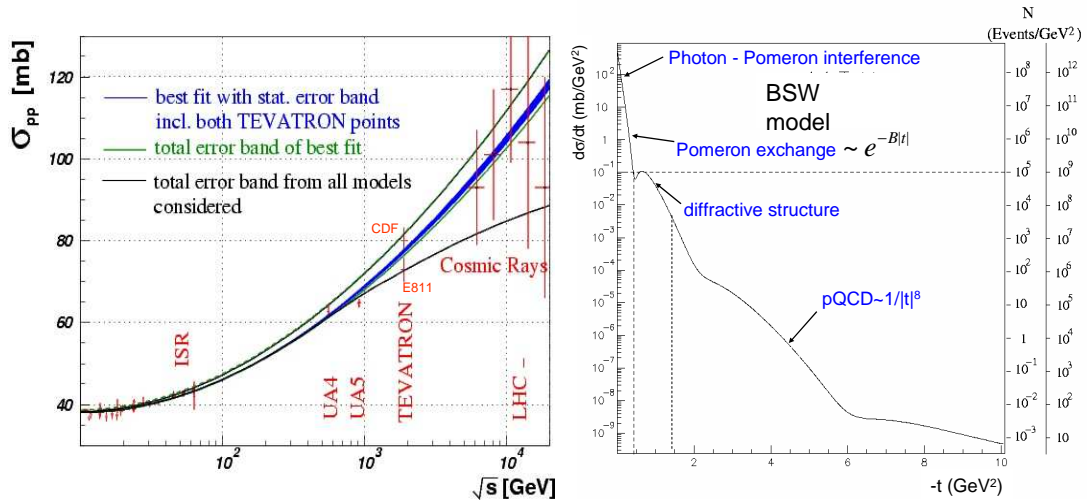 σpp [mb]
120
100
80
60
40
best fit with stat. error band
incl. both TEVATRON points
total error band of best fit
total error band from all models
considered
CDF
E811
Cosmic Rays
ISR
UA4
UA5
TEVATRON
LHC
10²
10³
10⁴
√s [GeV]
dσ/dt (mb/GeV²)
10²
10
1
10⁻¹
10⁻²
10⁻³
10⁻⁴
10⁻⁵
10⁻⁶
10⁻⁷
10⁻⁸
10⁻⁹
Photon - Pomeron interference
BSW
model
Pomeron exchange ~ e^{-B|t|}
diffractive structure
pQCD~1/|t|⁸
2
4
6
8
10
-t (GeV²)
N
(Events/GeV²)
10⁸
10⁷
10⁶
10⁵
10⁴
10³
10²
10
1
10⁻¹
10⁻²
10⁻³
10¹²
10¹¹
10¹⁰
10⁹
10⁸
10⁷
10⁶
10⁵
10⁴
10³
10²
10